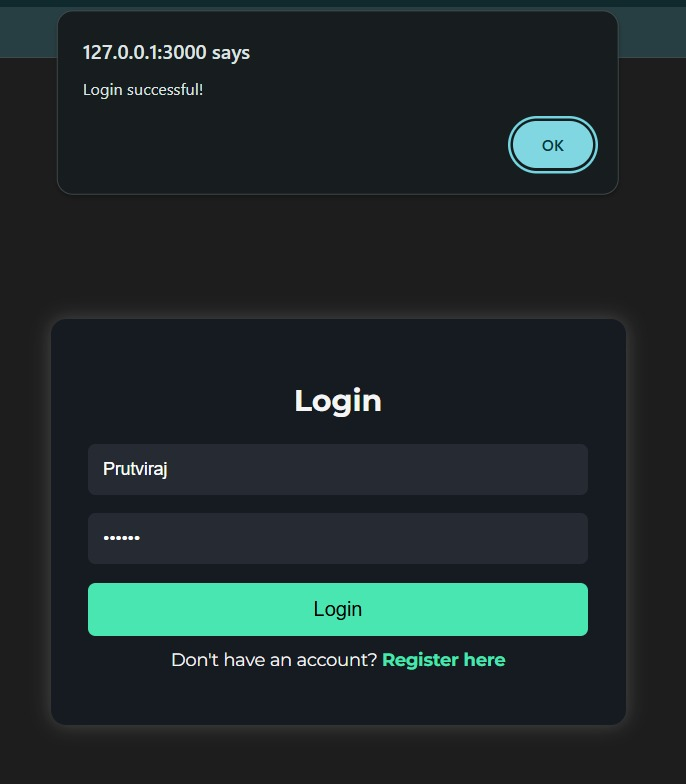 127.0.0.1:3000 says
Login successful!
OK
Login
Prutviraj
••••••
Login
Don't have an account? Register here